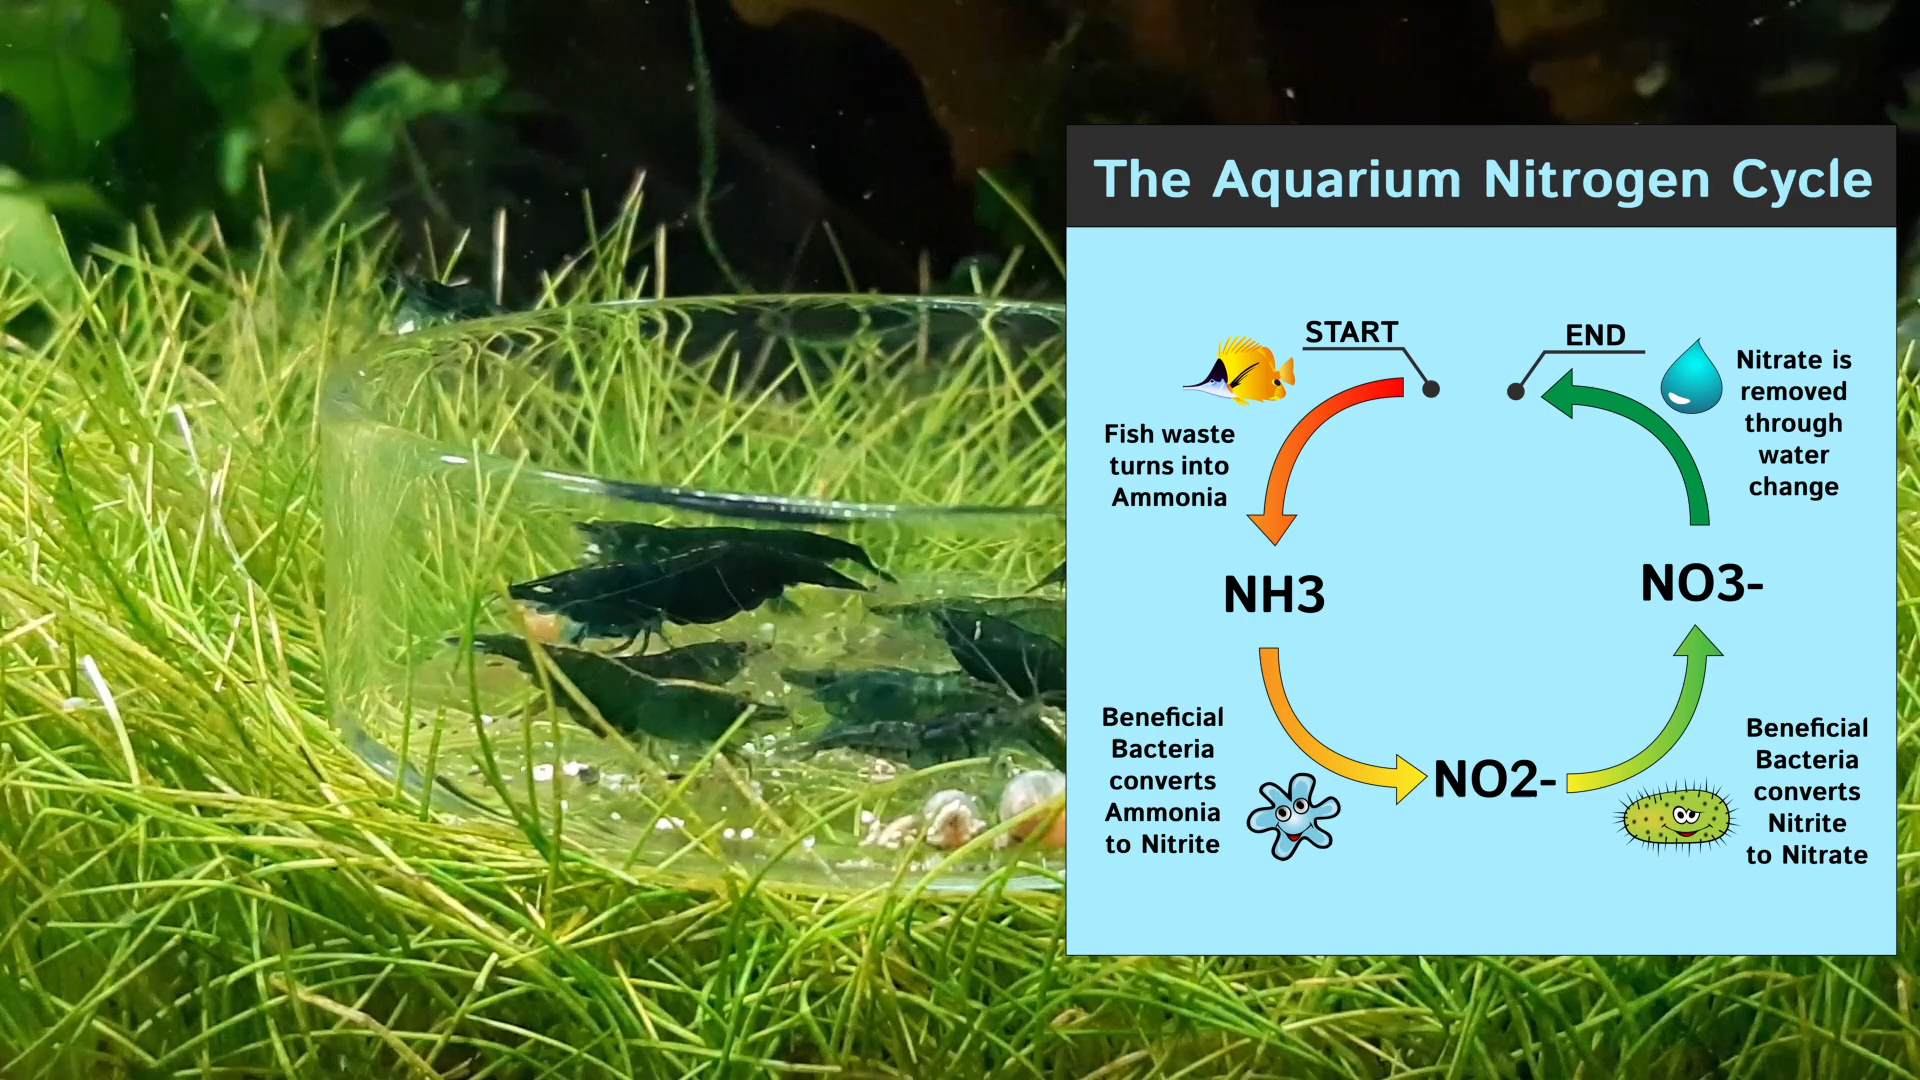 The Aquarium Nitrogen Cycle
START
END
Fish waste
turns into
Ammonia
Nitrate is
removed
through
water
change
NH3
NO3-
Beneficial
Bacteria
converts
Ammonia
to Nitrite
NO2-
Beneficial
Bacteria
converts
Nitrite
to Nitrate